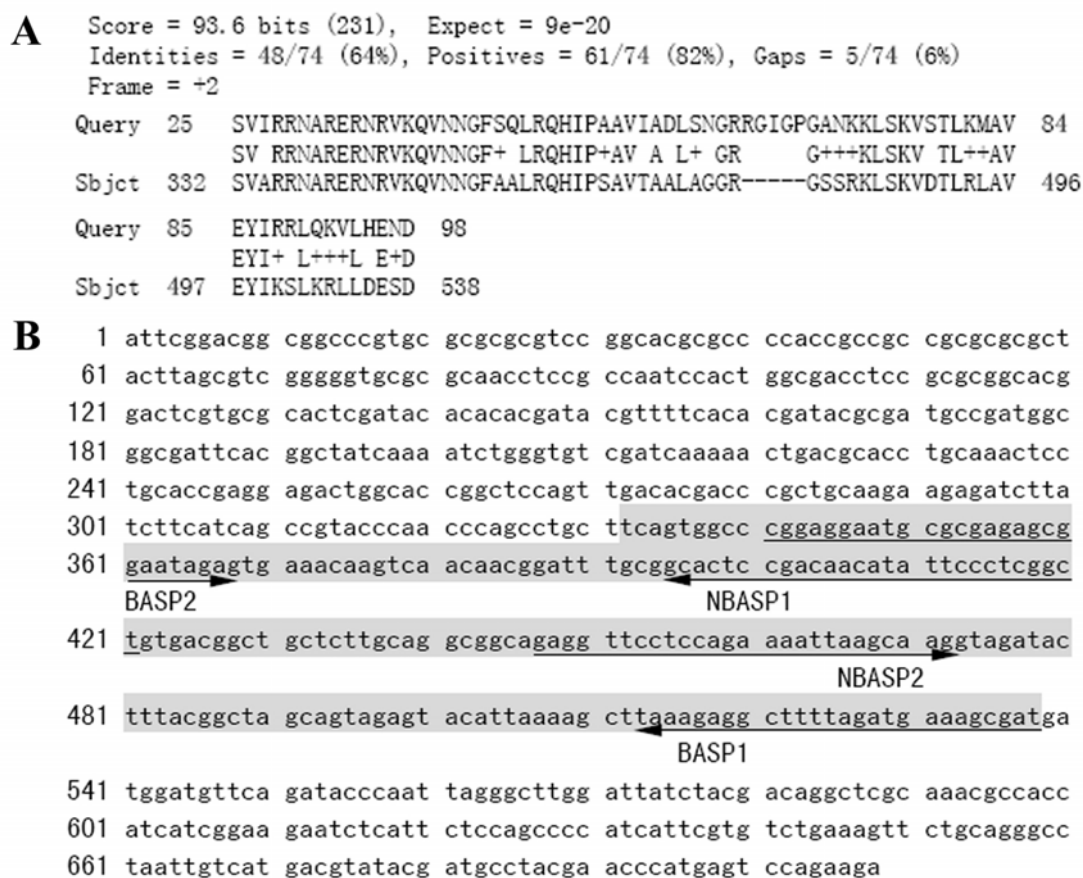 A
Score = 93.6 bits (231), Expect = 9e-20
Identities = 48/74 (64%), Positives = 61/74 (82%), Gaps = 5/74 (6%)
Frame = +2
Query 25 SVIRRNARERNRVKQVNNGFSQLRQHIPAAVIADLSNGRRGIGPGANKKLSKVSTLKMAV 84
SV RRNARERNRVKQVNNGF+ LRQHIP+AV A L+ GR G+++KLSKV TL++AV
Sbjct 332 SVARRNARERNRVKQVNNGFAALRQHIPSAVTAALAGGR-----GSSRKLSKVDTLRLAV 496
Query 85 EYIRRLQKVLHEND 98
EYI+ L+++L E+D
Sbjct 497 EYIKSLKRLLDESD 538
B
1 attcggacgg cggcccgtgc gcgcgcgtcc ggcacgcgcc ccaccgccgc cgcgcgcgct
61 acttagcgtc gggggtgcgc gcaacctccg ccaatccact ggcgacctcc gcgcggcacg
121 gactcgtgcg cactcgatac acacacgata cgttttcaca cgatacgcga tgccgatggc
181 ggcgattcac ggctatcaaa atctgggtgt cgatcaaaaa ctgacgcacc tgcaaactcc
241 tgcaccgagg agactggcac cggctccagt tgacacgacc cgctgcaaga agagatctta
301 tcttcatcag ccgtacccaa cccagcctgc ttcagtggcc cggaggaatg cgcgagagcg
361 gaatagagtg aaacaagtca acaacggatt tgcggcactc cgacaacata ttccctcggc
BASP2 NBASP1
421 tgtgacggct gctcttgcag gcggcagagg ttcctccaga aaattaagca aggtagatac
NBASP2
481 tttacggcta gcagtagagt acattaaaag cttaaagagg cttttagatg aaagcgatga
BASP1
541 tggatgttca gatacccaat tagggcttgg attatctacg acaggctcgc aaacgccacc
601 atcatcggaa gaatctcatt ctccagcccc atcattcgtg tctgaaagtt ctgcagggcc
661 taattgtcat gacgtatacg atgcctacga acccatgagt ccagaaga